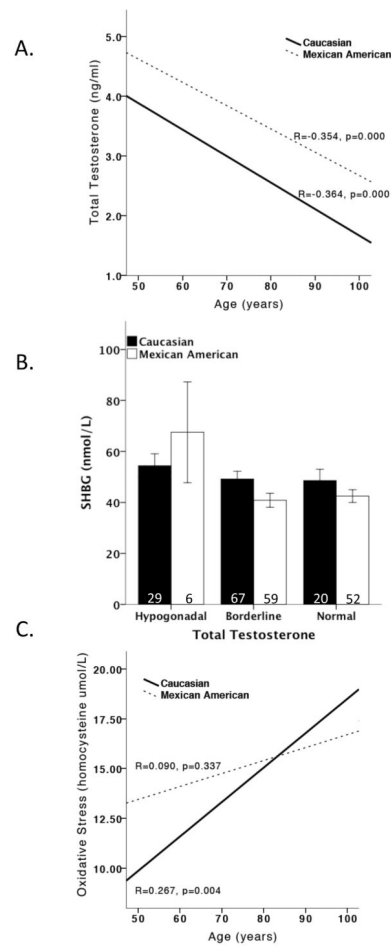 A.
Caucasian
Mexican American
5.0
4.0
3.0
2.0
1.0
Total Testosterone (ng/ml)
R=-0.354, p=0.000
R=-0.364, p=0.000
50 60 70 80 90 100
Age (years)
B.
Caucasian
Mexican American
100
80
60
40
20
0
SHBG (nmol/L)
29 6 67 59 20 52
Hypogonadal Borderline Normal
Total Testosterone
C.
Caucasian
Mexican American
20.00
17.50
15.00
12.50
10.00
Oxidative Stress (homocysteine umol/L)
R=0.090, p=0.337
R=0.267, p=0.004
50 60 70 80 90 100
Age (years)